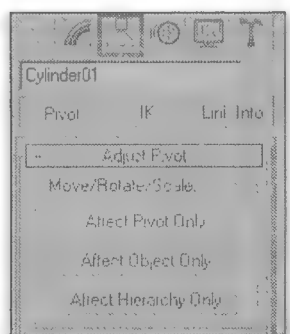 Cylinder01
Pivot IK Link Info
- Adjust Pivot
Move/Rotate/Scale:
Affect Pivot Only
Affect Object Only
Affect Hierarchy Only